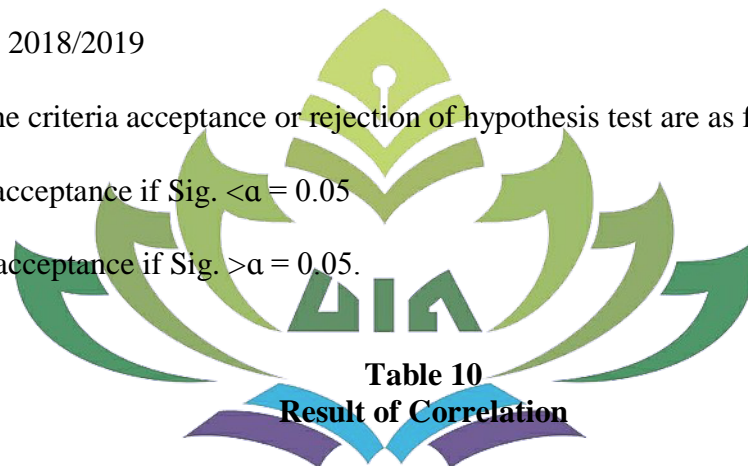 2018/2019
criteria acceptance or rejection of hypothesis test are as
acceptance if Sig. <α = 0.05
acceptance if Sig. >α = 0.05.
UIN
Table 10
Result of Correlation